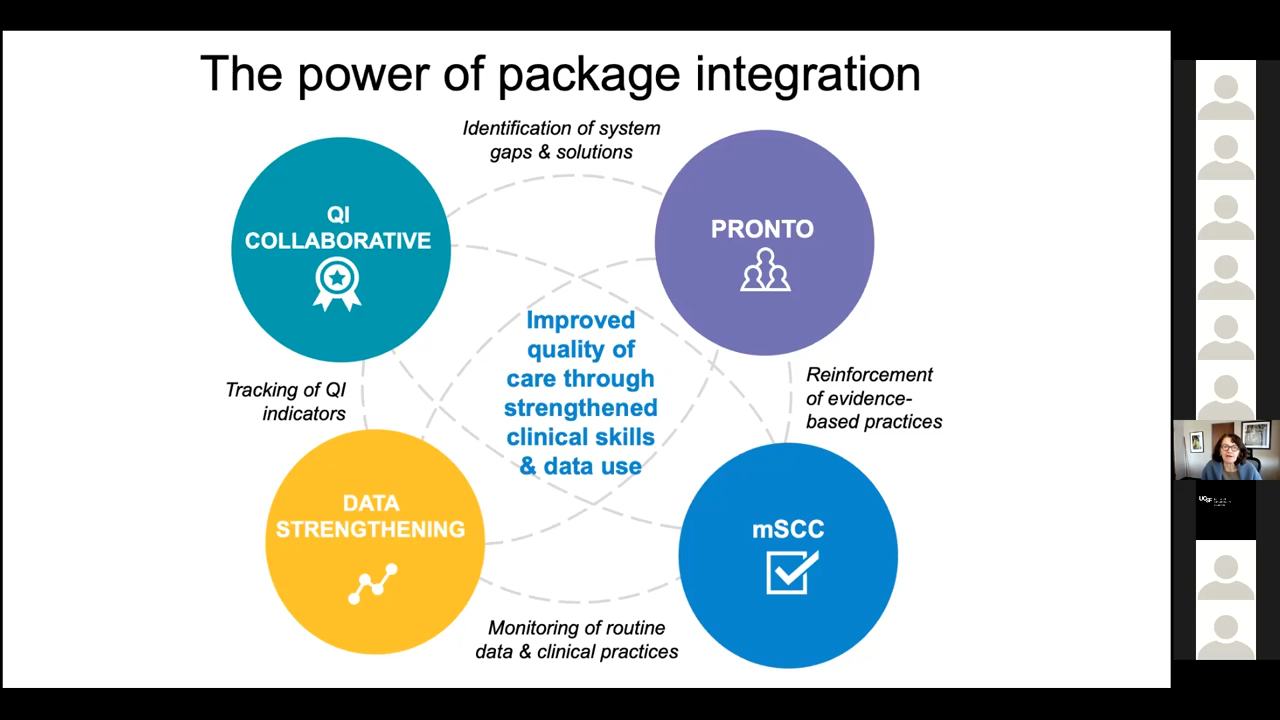 The power of package integration
Identification of system
gaps & solutions
QI
COLLABORATIVE
PRONTO
Improved
quality of
care through
strengthened
clinical skills
& data use
Tracking of QI
indicators
Reinforcement
of evidence-
based practices
DATA
STRENGTHENING
mSCC
Monitoring of routine
data & clinical practices
UCSF